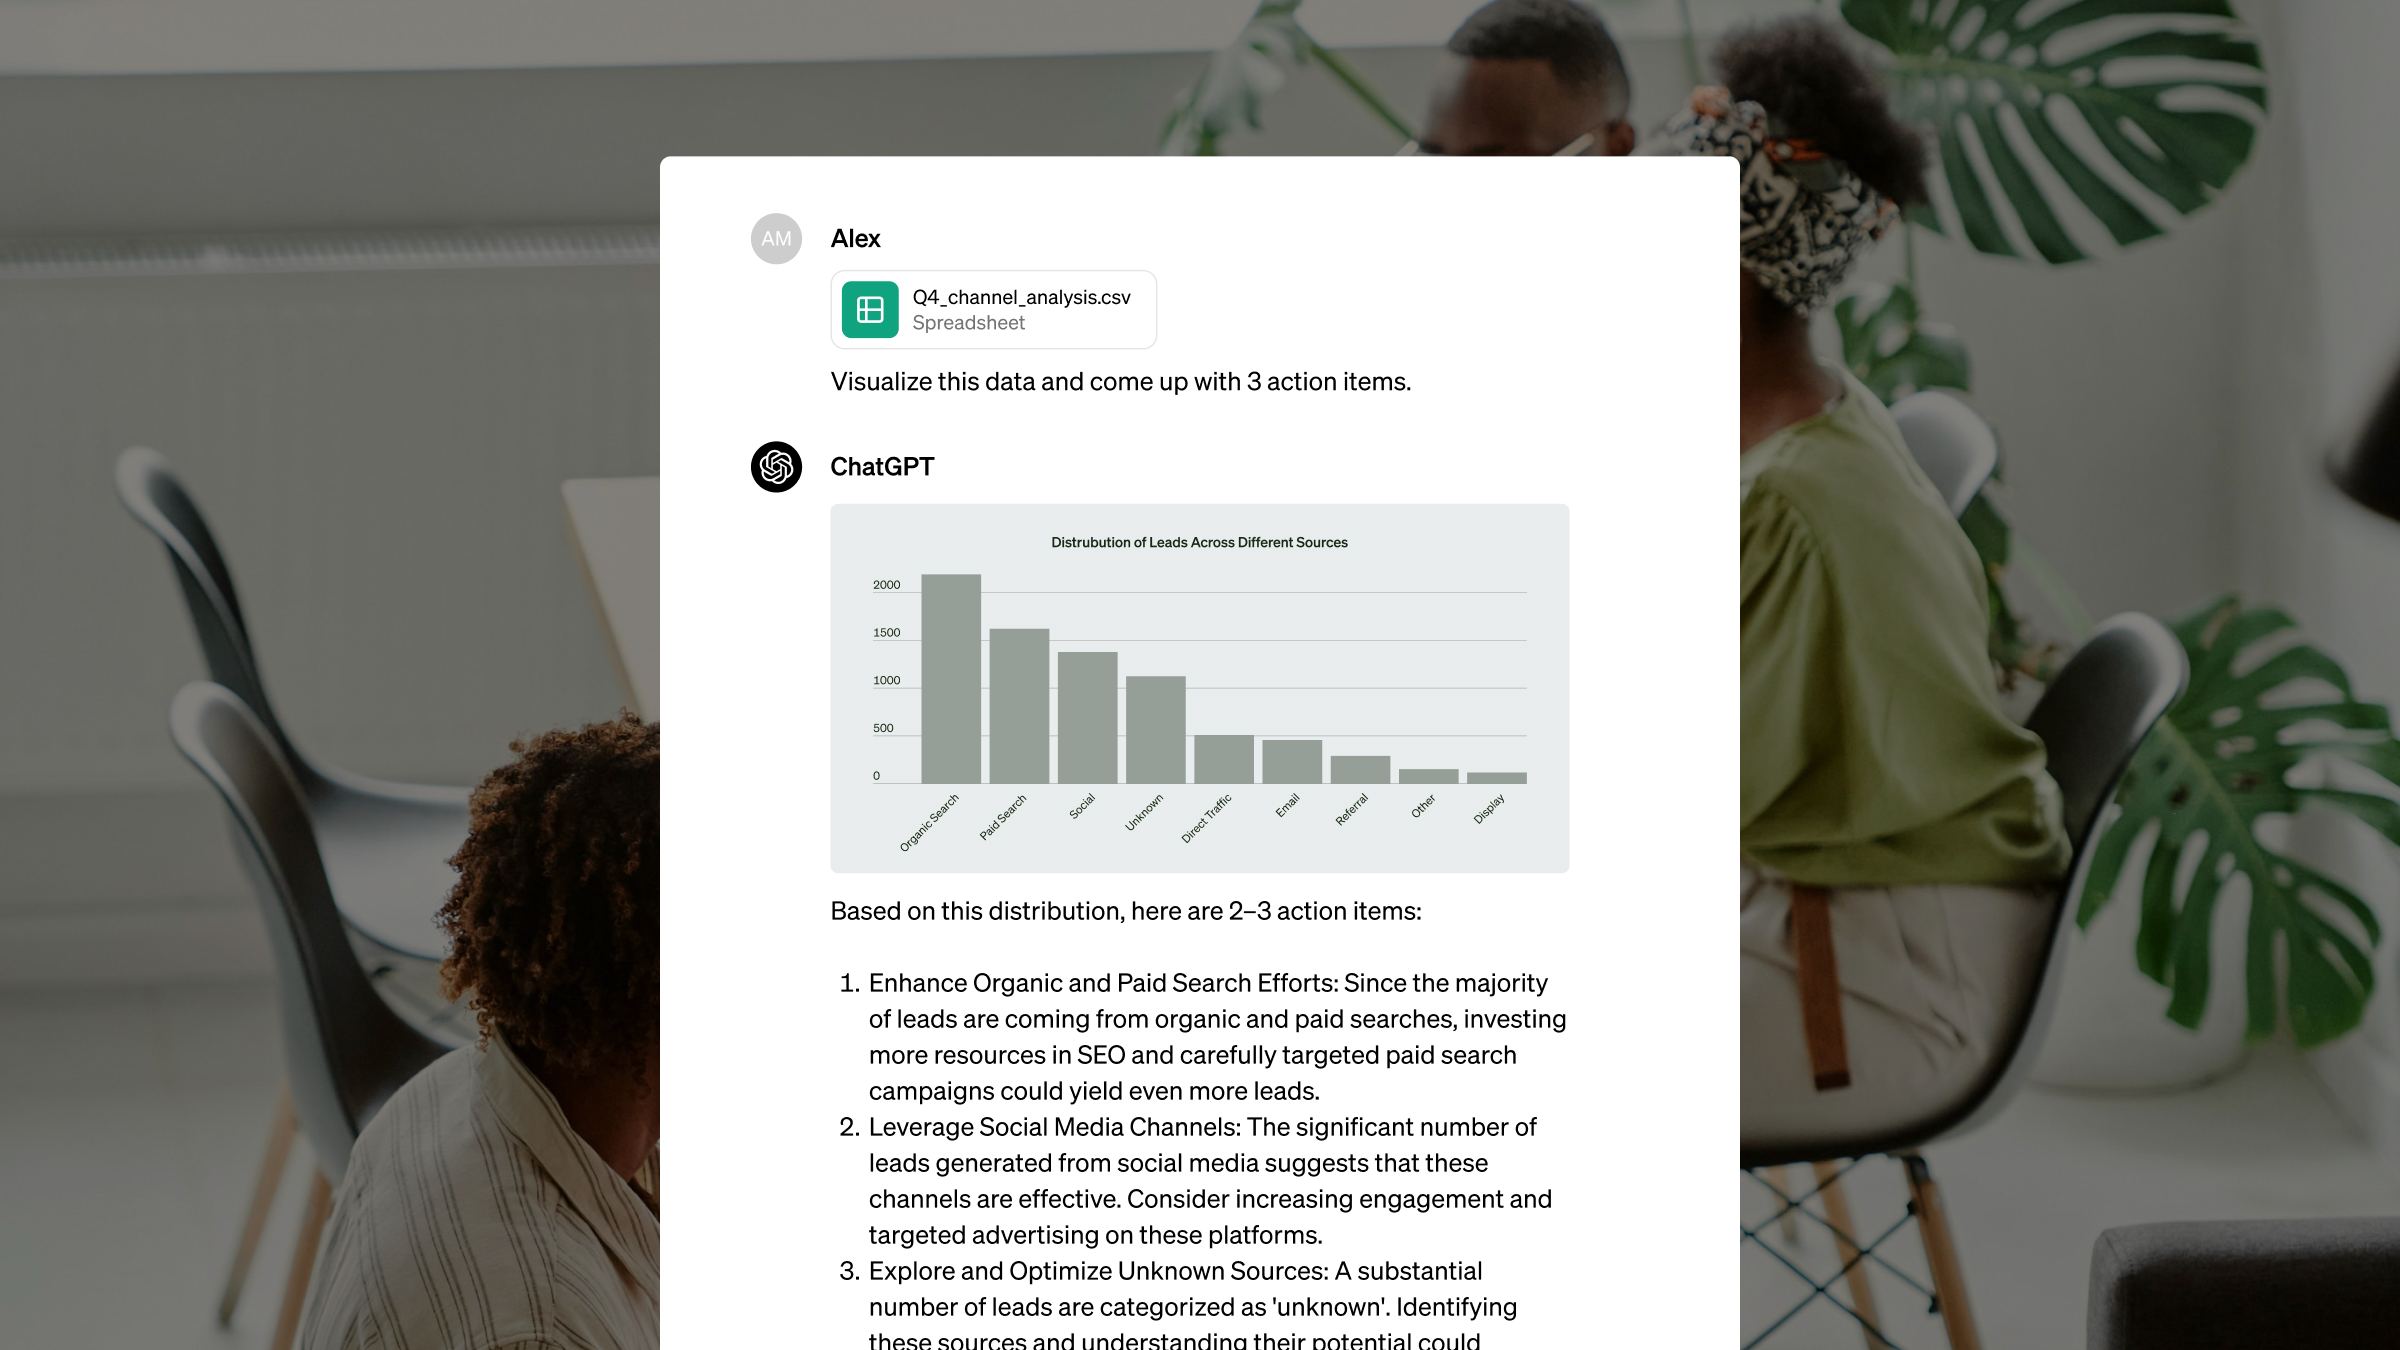 AM
Alex
Q4_channel_analysis.csv
Spreadsheet
Visualize this data and come up with 3 action items.
ChatGPT
Distrubution of Leads Across Different Sources
2000
1500
1000
500
0
Organic Search
Paid Search
Social
Unknown
Direct Traffic
Email
Referral
Other
Display
Based on this distribution, here are 2–3 action items:
1. Enhance Organic and Paid Search Efforts: Since the majority
of leads are coming from organic and paid searches, investing
more resources in SEO and carefully targeted paid search
campaigns could yield even more leads.
2. Leverage Social Media Channels: The significant number of
leads generated from social media suggests that these
channels are effective. Consider increasing engagement and
targeted advertising on these platforms.
3. Explore and Optimize Unknown Sources: A substantial
number of leads are categorized as 'unknown'. Identifying
these sources and understanding their potential could